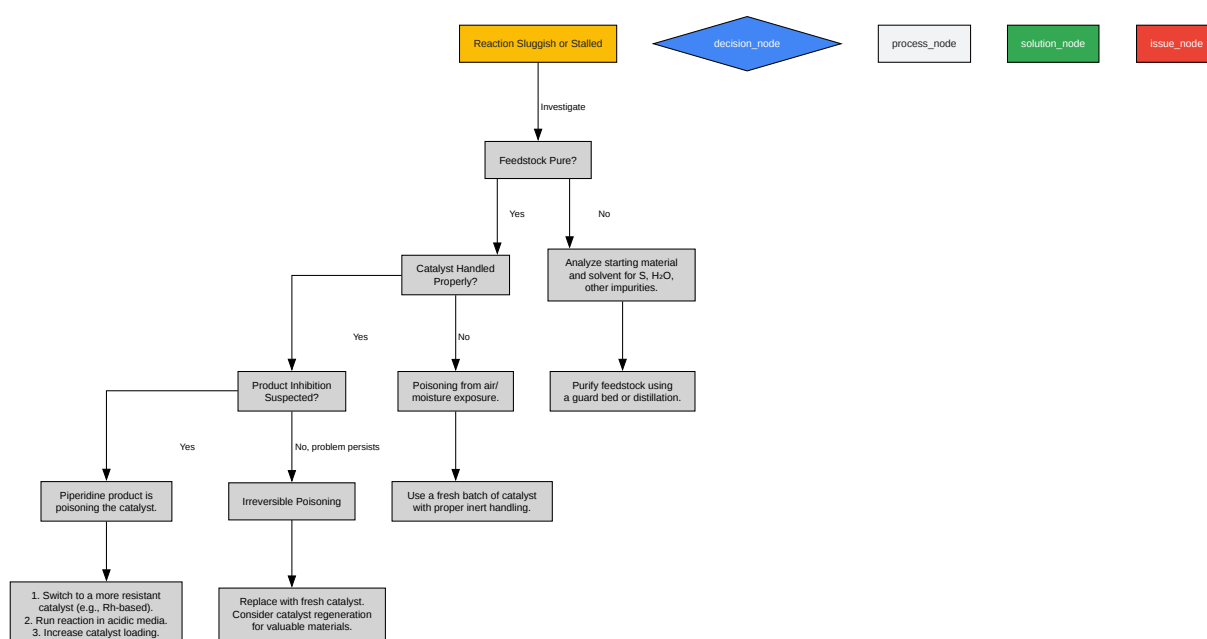 Reaction Sluggish or Stalled
decision_node
process_node
solution_node
issue_node
Investigate
Feedstock Pure?
Yes
No
Catalyst Handled
Properly?
Analyze starting material
and solvent for S, H₂O,
other impurities.
Yes
No
Product Inhibition
Suspected?
Poisoning from air/
moisture exposure.
Purify feedstock using
a guard bed or distillation.
Yes
No, problem persists
Piperidine product is
poisoning the catalyst.
Irreversible Poisoning
Use a fresh batch of catalyst
with proper inert handling.
1. Switch to a more resistant
catalyst (e.g., Rh-based).
2. Run reaction in acidic media.
3. Increase catalyst loading.
Replace with fresh catalyst.
Consider catalyst regeneration
for valuable materials.